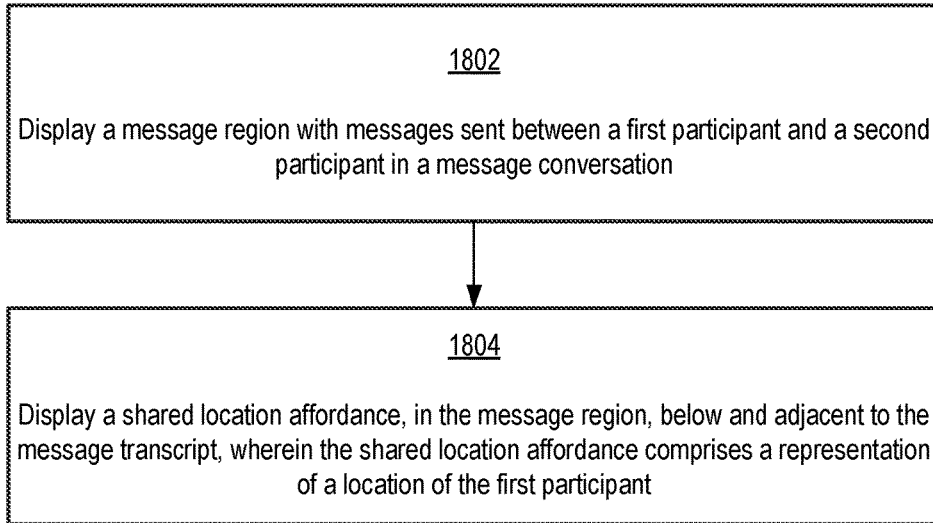 1802
Display a message region with messages sent between a first participant and a second
participant in a message conversation
1804
Display a shared location affordance, in the message region, below and adjacent to the
message transcript, wherein the shared location affordance comprises a representation
of a location of the first participant